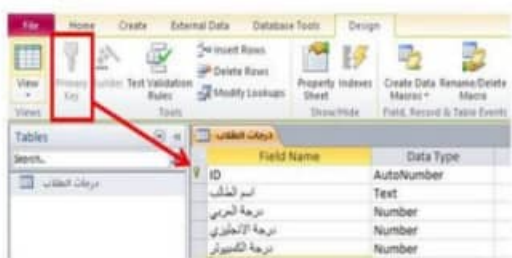 File Home Create External Data Database Tools Design
View Primary Key Builder Test Validation Rules
Insert Rows
Delete Rows
Modify Lookups
Property Sheet Indexes Create Data Macros Rename/Delete Macro
Views Tools Show/Hide Field, Record & Table Events
Tables « درجات الطلاب
Search..
درجات الطلاب
Field Name Data Type
ID AutoNumber
اسم الطالب Text
درجة العربي Number
درجة الانجليزي Number
درجة الكمبيوتر Number